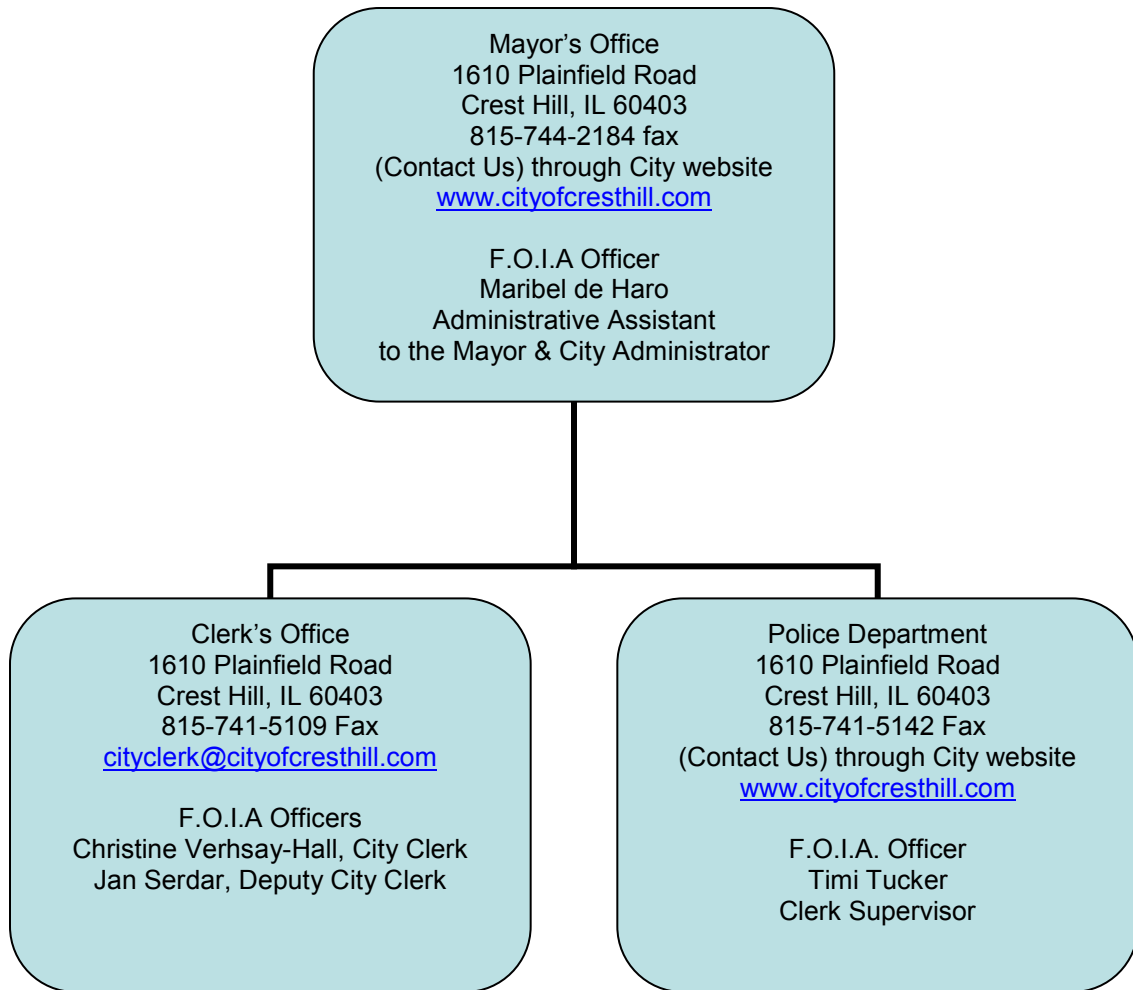 Mayor’s Office
1610 Plainfield Road
Crest Hill, IL 60403
815-744-2184 fax
(Contact Us) through City website
www.cityofcresthill.com
F.O.I.A Officer
Maribel de Haro
Administrative Assistant
to the Mayor & City Administrator
Clerk’s Office
1610 Plainfield Road
Crest Hill, IL 60403
815-741-5109 Fax
cityclerk@cityofcresthill.com
F.O.I.A Officers
Christine Verhsay-Hall, City Clerk
Jan Serdar, Deputy City Clerk
Police Department
1610 Plainfield Road
Crest Hill, IL 60403
815-741-5142 Fax
(Contact Us) through City website
www.cityofcresthill.com
F.O.I.A. Officer
Timi Tucker
Clerk Supervisor